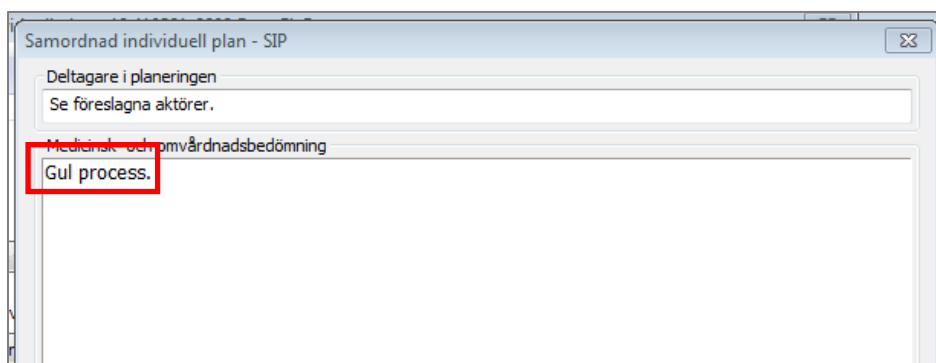 Samordnad individuell plan - SIP
Deltagare i planeringen
Se föreslagna aktörer.
Medicinsk- och omvårdnadsbedömning
Gul process.